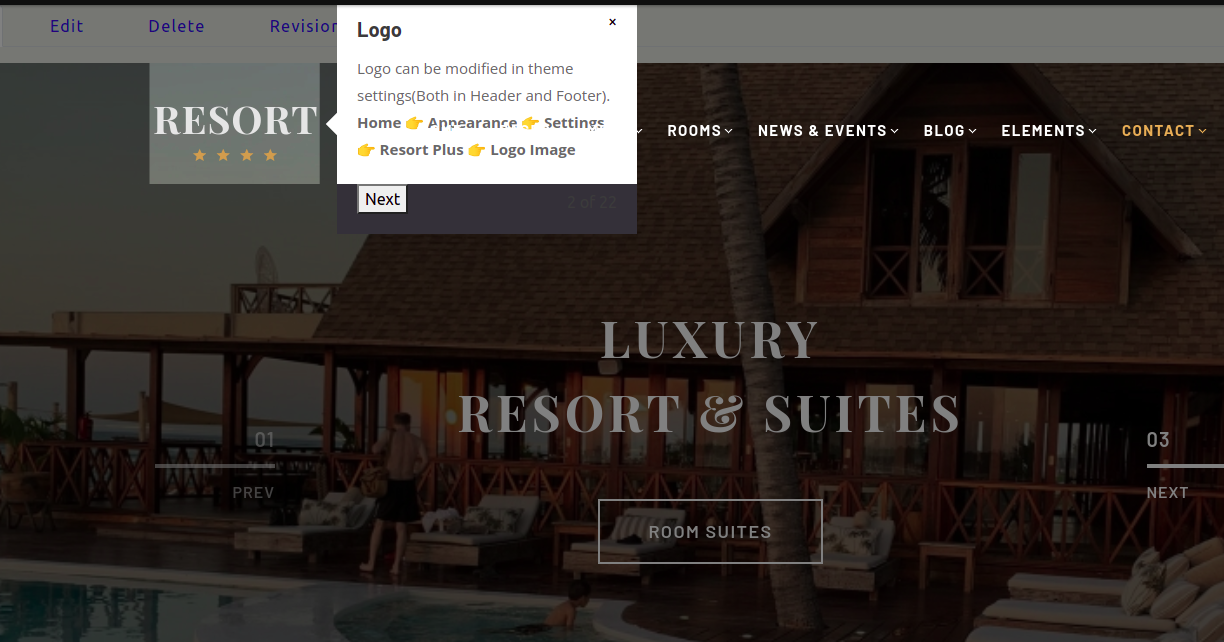 Edit Delete Revision
Logo ×
Logo can be modified in theme
settings(Both in Header and Footer).
Home 👉 Appearance 👉 Settings
👉 Resort Plus 👉 Logo Image
Next 2 of 22
RESORT
ROOMS NEWS & EVENTS BLOG ELEMENTS CONTACT
LUXURY
RESORT & SUITES
01
PREV
03
NEXT
ROOM SUITES